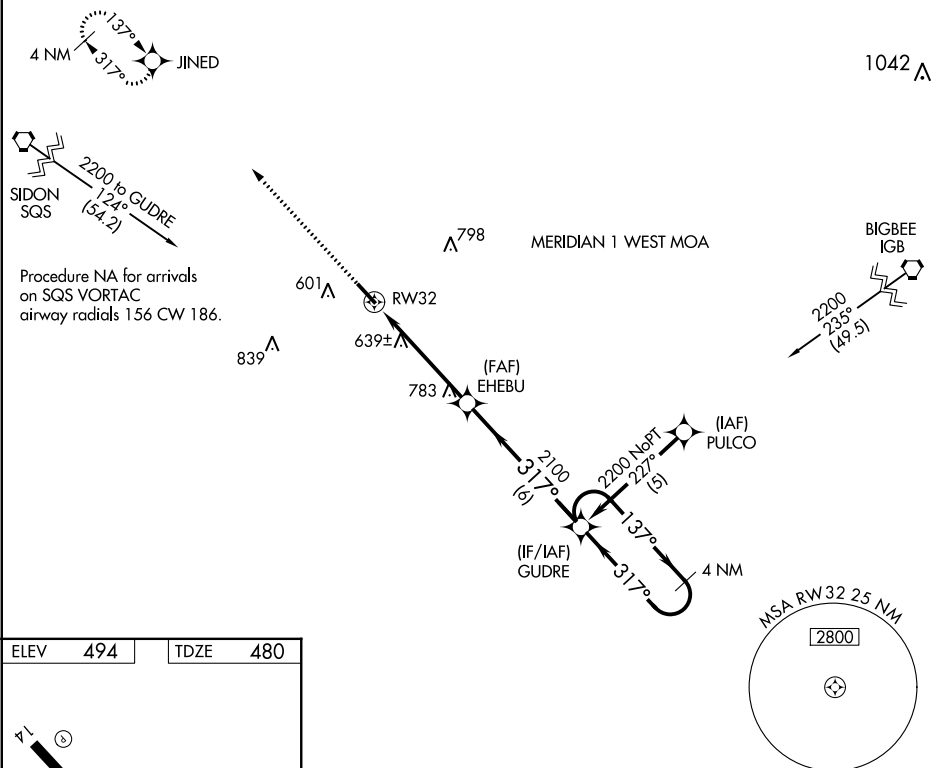 137°
4 NM
317°
JINED
1042
SIDON
SQS
2200 to GUDRE
124°
(54.2)
Procedure NA for arrivals
on SQS VORTAC
airway radials 156 CW 186.
798
MERIDIAN 1 WEST MOA
BIGBEE
IGB
2200
235°
(49.5)
601
RW32
639±
839
(FAF)
EHEBU
783
(IAF)
PULCO
2200 NoPT
227°
(5)
2100
317°
(6)
137°
(IF/IAF)
GUDRE
317°
4 NM
MSA RW32 25 NM
2800
ELEV 494
TDZE 480
14
P